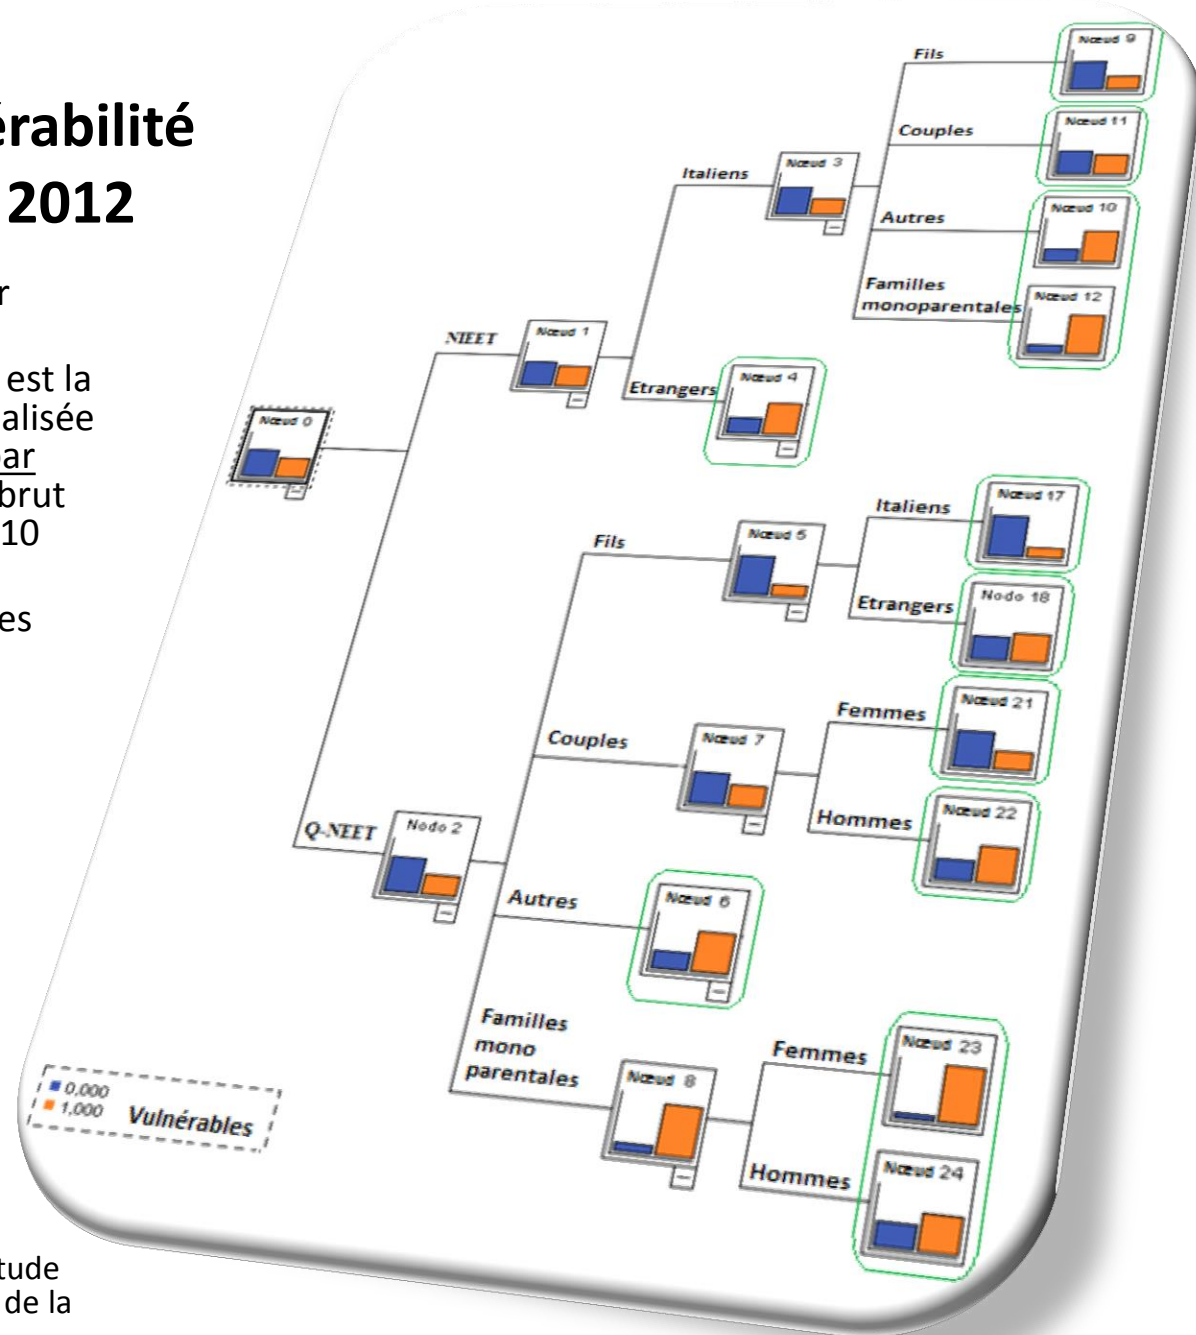 érabilité
2012
r
est la
alisée
par
brut
10
es
Noeud 0
NIEET
Nœud 1
Italiens
Nœud 3
Fils
Nœud 9
Couples
Nœud 11
Autres
Nœud 10
Familles
monoparentales
Nœud 12
Etrangers
Nœud 4
Q-NEET
Nodo 2
Fils
Nœud 5
Italiens
Nœud 17
Etrangers
Nodo 18
Couples
Nœud 7
Femmes
Nœud 21
Hommes
Nœud 22
Autres
Nœud 6
Familles
mono
parentales
Nœud 8
Femmes
Nœud 23
Hommes
Nœud 24
0,000
1,000
Vulnérables
tude
de la